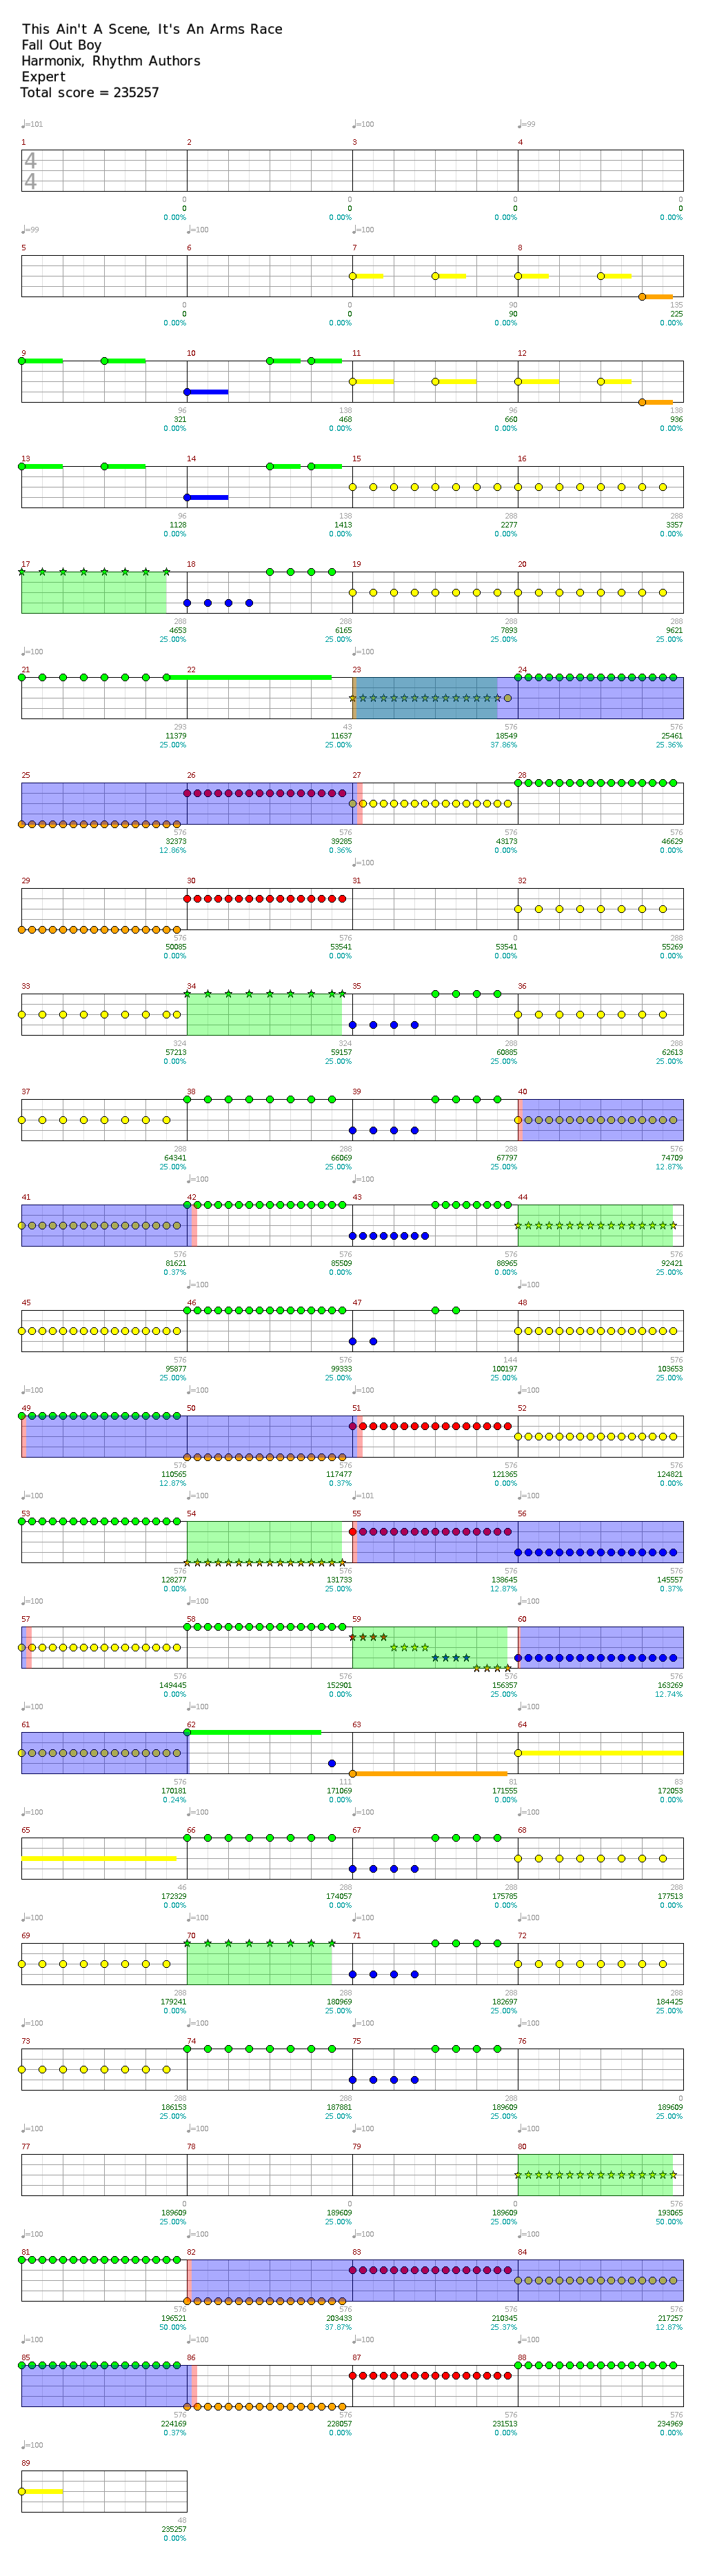 This Ain't A Scene, It's An Arms Race
Fall Out Boy
Harmonix, Rhythm Authors
Expert
Total score = 235257
♩=101 ♩=100 ♩=99
1 2 3 4
4
4
0 0 0 0
0 0 0 0
0.00% 0.00% 0.00% 0.00%
♩=99 ♩=100 ♩=100
5 6 7 8
0 0 90 135
0 0 90 225
0.00% 0.00% 0.00% 0.00%
9 10 11 12
96 138 96 138
321 468 660 936
0.00% 0.00% 0.00% 0.00%
13 14 15 16
96 138 288 288
1128 1413 2277 3357
0.00% 0.00% 0.00% 0.00%
17 18 19 20
288 288 288 288
4653 6165 7893 9621
25.00% 25.00% 25.00% 25.00%
♩=100 ♩=100
21 22 23 24
293 43 576 576
11379 11637 18549 25461
25.00% 25.00% 37.86% 25.36%
25 26 27 28
576 576 576 576
32373 39285 43173 46629
12.86% 0.36% 0.00% 0.00%
♩=100
29 30 31 32
576 576 0 288
50085 53541 53541 55269
0.00% 0.00% 0.00% 0.00%
33 34 35 36
324 324 288 288
57213 59157 60885 62613
0.00% 25.00% 25.00% 25.00%
37 38 39 40
288 288 288 576
64341 66069 67797 74709
25.00% 25.00% 25.00% 12.87%
♩=100 ♩=100
41 42 43 44
576 576 576 576
81621 85509 88965 92421
0.37% 0.00% 0.00% 25.00%
♩=100 ♩=100
45 46 47 48
576 576 144 576
95877 99333 100197 103653
25.00% 25.00% 25.00% 25.00%
♩=100 ♩=100 ♩=100
49 50 51 52
576 576 576 576
110565 117477 121365 124821
12.87% 0.37% 0.00% 0.00%
♩=100 ♩=100 ♩=101 ♩=100
53 54 55 56
576 576 576 576
128277 131733 138645 145557
0.00% 25.00% 12.87% 0.37%
♩=100 ♩=100 ♩=100 ♩=100
57 58 59 60
576 576 576 576
149445 152901 156357 163269
0.00% 0.00% 25.00% 12.74%
♩=100 ♩=100 ♩=100 ♩=100
61 62 63 64
576 111 81 83
170181 171069 171555 172053
0.24% 0.00% 0.00% 0.00%
♩=100 ♩=100 ♩=100 ♩=100
65 66 67 68
46 288 288 288
172329 174057 175785 177513
0.00% 0.00% 0.00% 0.00%
♩=100 ♩=100 ♩=100 ♩=100
69 70 71 72
288 288 288 288
179241 180969 182697 184425
0.00% 25.00% 25.00% 25.00%
♩=100 ♩=100 ♩=100 ♩=100
73 74 75 76
288 288 288 0
186153 187881 189609 189609
25.00% 25.00% 25.00% 25.00%
♩=100 ♩=100 ♩=100 ♩=100
77 78 79 80
0 0 0 576
189609 189609 189609 193065
25.00% 25.00% 25.00% 50.00%
♩=100 ♩=100 ♩=100 ♩=100
81 82 83 84
576 576 576 576
196521 203433 210345 217257
50.00% 37.87% 25.37% 12.87%
♩=100 ♩=100 ♩=100 ♩=100
85 86 87 88
576 576 576 576
224169 228057 231513 234969
0.37% 0.00% 0.00% 0.00%
♩=100
89
48
235257
0.00%